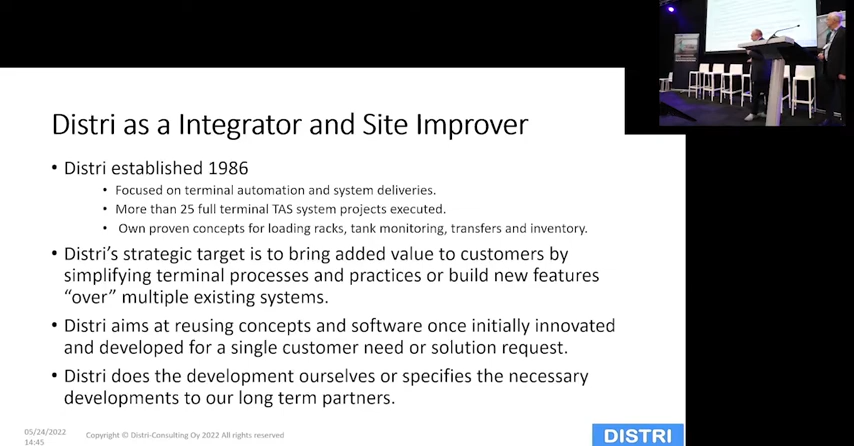 Distri as a Integrator and Site Improver
• Distri established 1986
• Focused on terminal automation and system deliveries.
• More than 25 full terminal TAS system projects executed.
• Own proven concepts for loading racks, tank monitoring, transfers and inventory.
• Distri’s strategic target is to bring added value to customers by
simplifying terminal processes and practices or build new features
“over” multiple existing systems.
• Distri aims at reusing concepts and software once initially innovated
and developed for a single customer need or solution request.
• Distri does the development ourselves or specifies the necessary
developments to our long term partners.
05/24/2022
14:45
Copyright © Distri-Consulting Oy 2022 All rights reserved
DISTRI